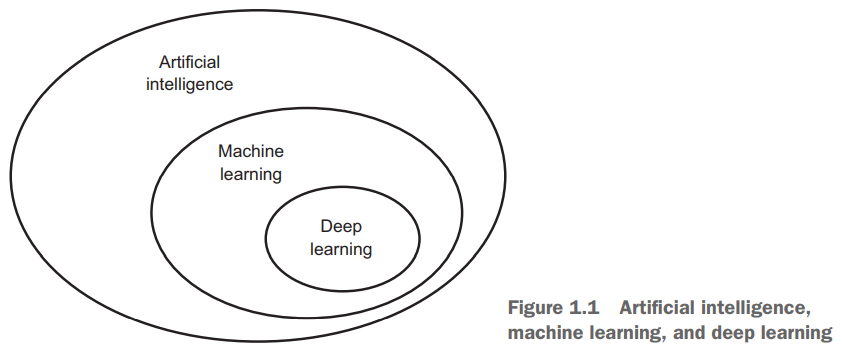 Artificial
intelligence
Machine
learning
Deep
learning
Figure 1.1 Artificial intelligence,
machine learning, and deep learning